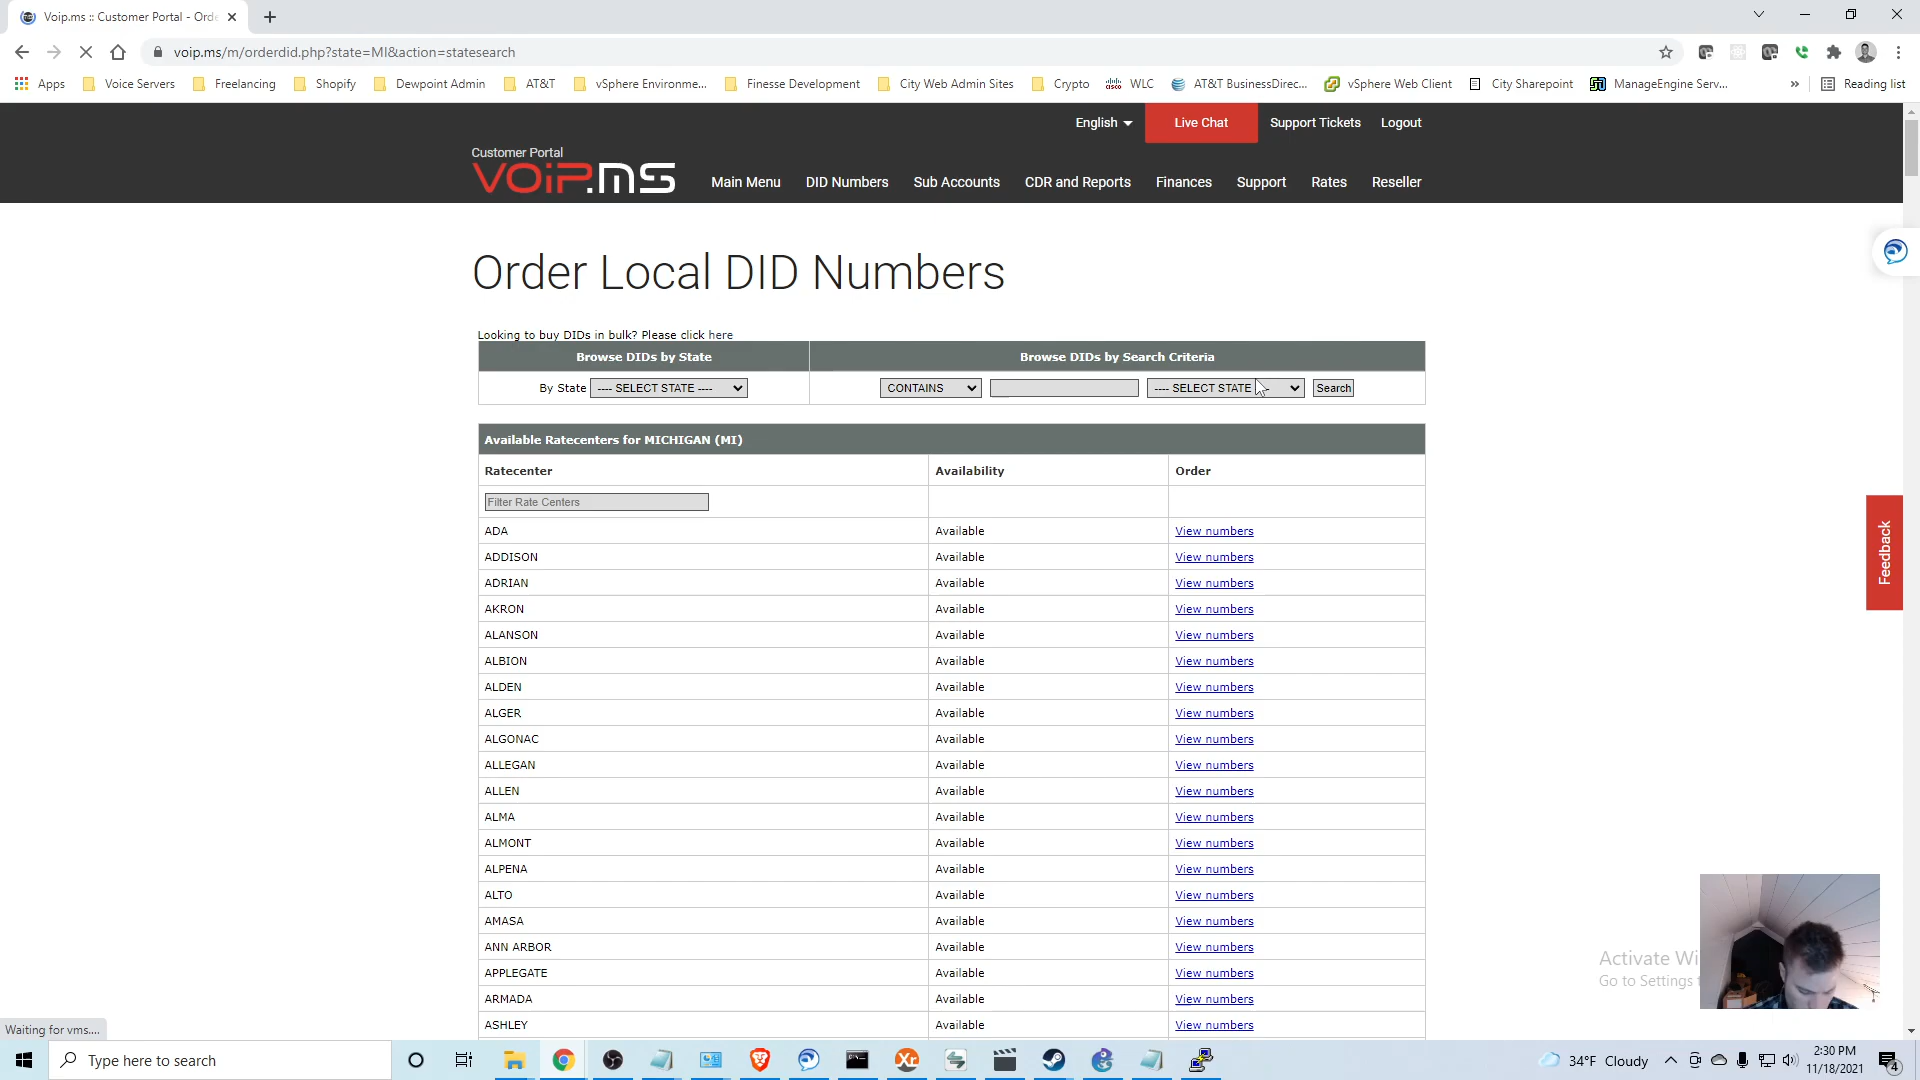 Voip.ms :: Customer Portal - Orde
voip.ms/m/orderdid.php?state=MI&action=statesearch
Apps
Voice Servers
Freelancing
Shopify
Dewpoint Admin
AT&T
vSphere Environme...
Finesse Development
City Web Admin Sites
Crypto
WLC
AT&T BusinessDirec...
vSphere Web Client
City Sharepoint
ManageEngine Serv...
»
Reading list
English
Live Chat
Support Tickets
Logout
Customer Portal
VOIP.MS
Main Menu
DID Numbers
Sub Accounts
CDR and Reports
Finances
Support
Rates
Reseller
Order Local DID Numbers
Looking to buy DIDs in bulk? Please click here
Browse DIDs by State
Browse DIDs by Search Criteria
By State ---- SELECT STATE ----
CONTAINS
---- SELECT STATE
Search
Available Ratecenters for MICHIGAN (MI)
Ratecenter Availability Order
Filter Rate Centers
ADA Available View numbers
ADDISON Available View numbers
ADRIAN Available View numbers
AKRON Available View numbers
ALANSON Available View numbers
ALBION Available View numbers
ALDEN Available View numbers
ALGER Available View numbers
ALGONAC Available View numbers
ALLEGAN Available View numbers
ALLEN Available View numbers
ALMA Available View numbers
ALMONT Available View numbers
ALPENA Available View numbers
ALTO Available View numbers
AMASA Available View numbers
ANN ARBOR Available View numbers
APPLEGATE Available View numbers
ARMADA Available View numbers
ASHLEY Available View numbers
Feedback
Activate Wi
Go to Settings
Waiting for vms....
Type here to search
34°F Cloudy
2:30 PM
11/18/2021
4